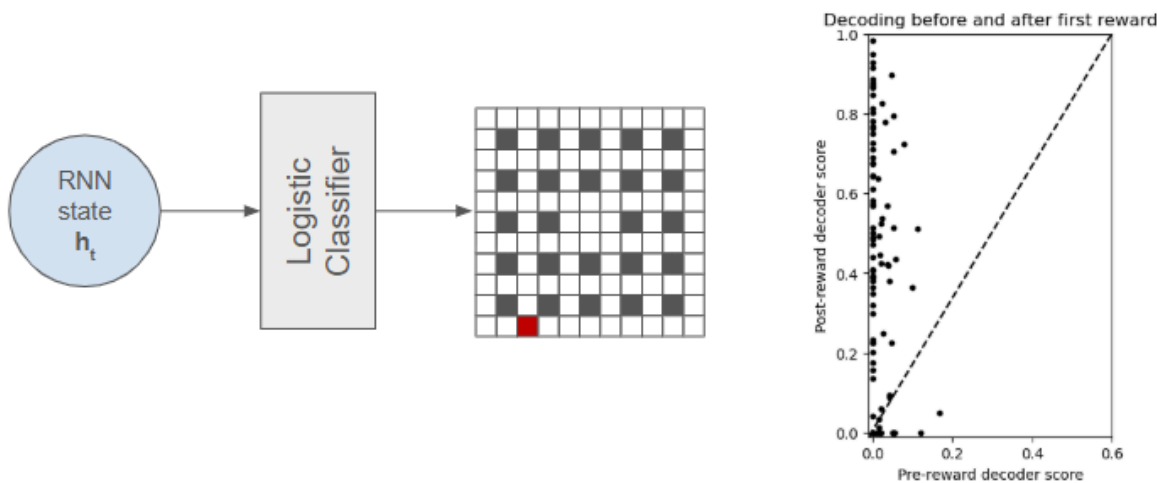 RNN
state
h_t
Logistic
Classifier
Decoding before and after first reward
Post-reward decoder score
1.0
0.8
0.6
0.4
0.2
0.0
0.0
0.2
0.4
0.6
Pre-reward decoder score